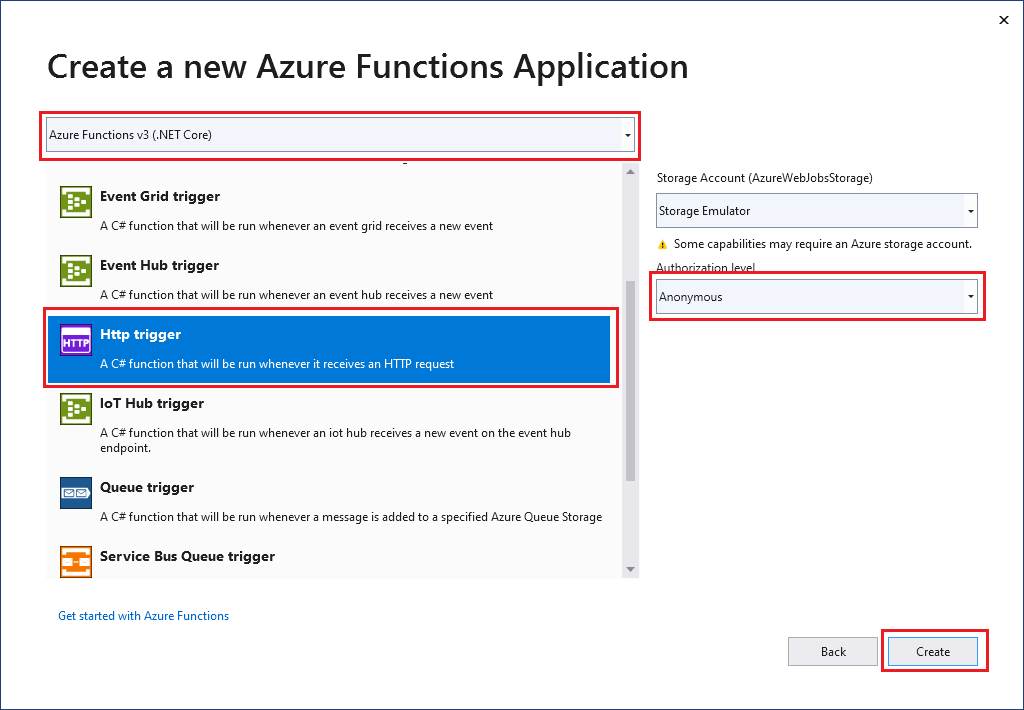 Create a new Azure Functions Application
Azure Functions v3 (.NET Core)
Event Grid trigger
A C# function that will be run whenever an event grid receives a new event
Event Hub trigger
A C# function that will be run whenever an event hub receives a new event
HTTP
Http trigger
A C# function that will be run whenever it receives an HTTP request
IoT Hub trigger
A C# function that will be run whenever an iot hub receives a new event on the event hub
endpoint.
Queue trigger
A C# function that will be run whenever a message is added to a specified Azure Queue Storage
Service Bus Queue trigger
Storage Account (AzureWebJobsStorage)
Storage Emulator
Some capabilities may require an Azure storage account.
Authorization level
Anonymous
Get started with Azure Functions
Back
Create